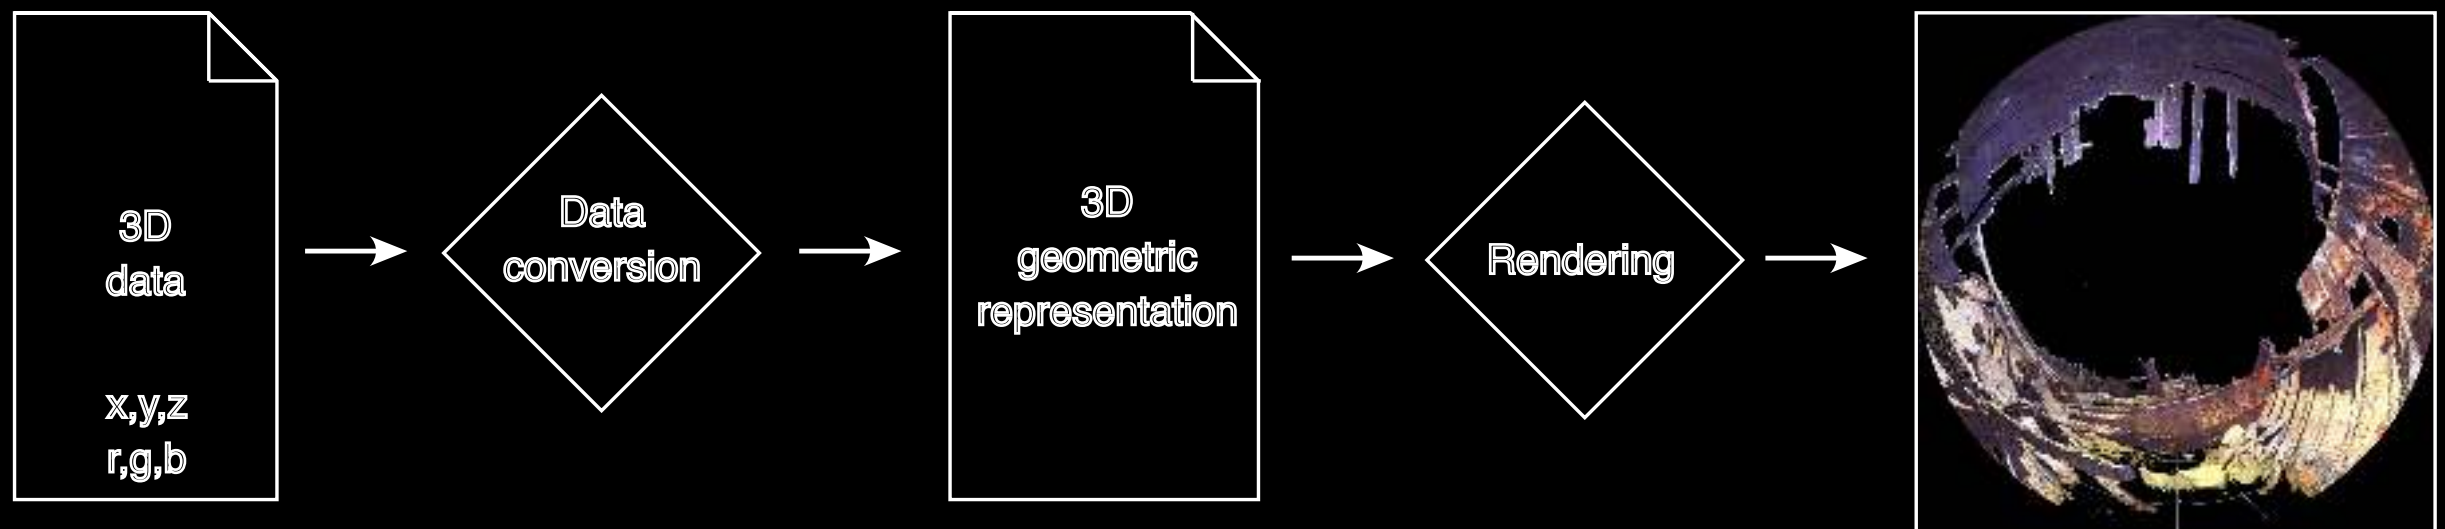 3D
data
x,y,z
r,g,b
Data
conversion
3D
geometric
representation
Rendering